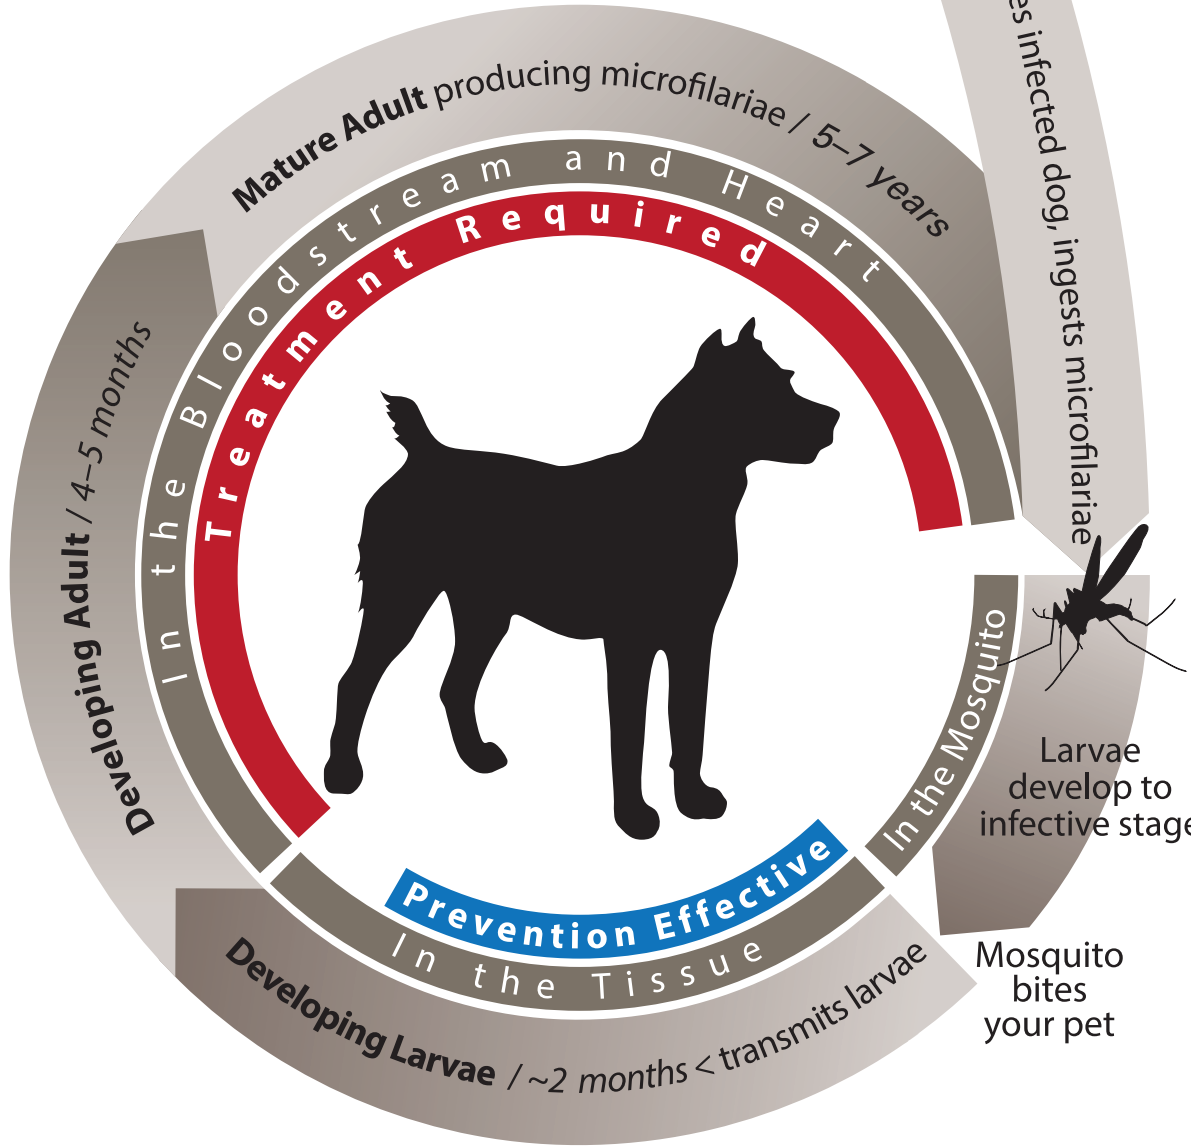 es infected dog, ingests microfilariae
Mature Adult producing microfilariae / 5–7 years
In the Bloodstream and Heart
Treatment Required
Developing Adult / 4–5 months
In the Mosquito
Larvae
develop to
infective stage
Prevention Effective
In the Tissue
Developing Larvae / ~2 months < transmits larvae
Mosquito
bites
your pet